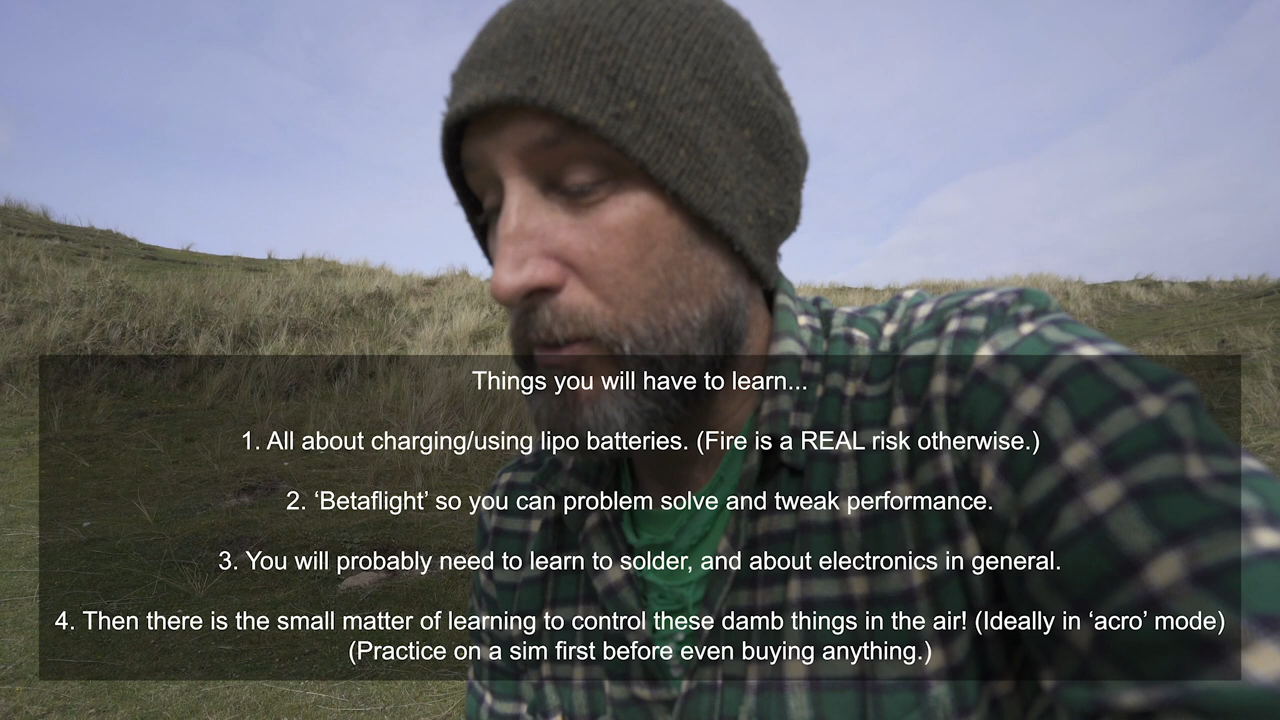 Things you will have to learn...
1. All about charging/using lipo batteries. (Fire is a REAL risk otherwise.)
2. ‘Betaflight’ so you can problem solve and tweak performance.
3. You will probably need to learn to solder, and about electronics in general.
4. Then there is the small matter of learning to control these damb things in the air! (Ideally in ‘acro’ mode)
(Practice on a sim first before even buying anything.)